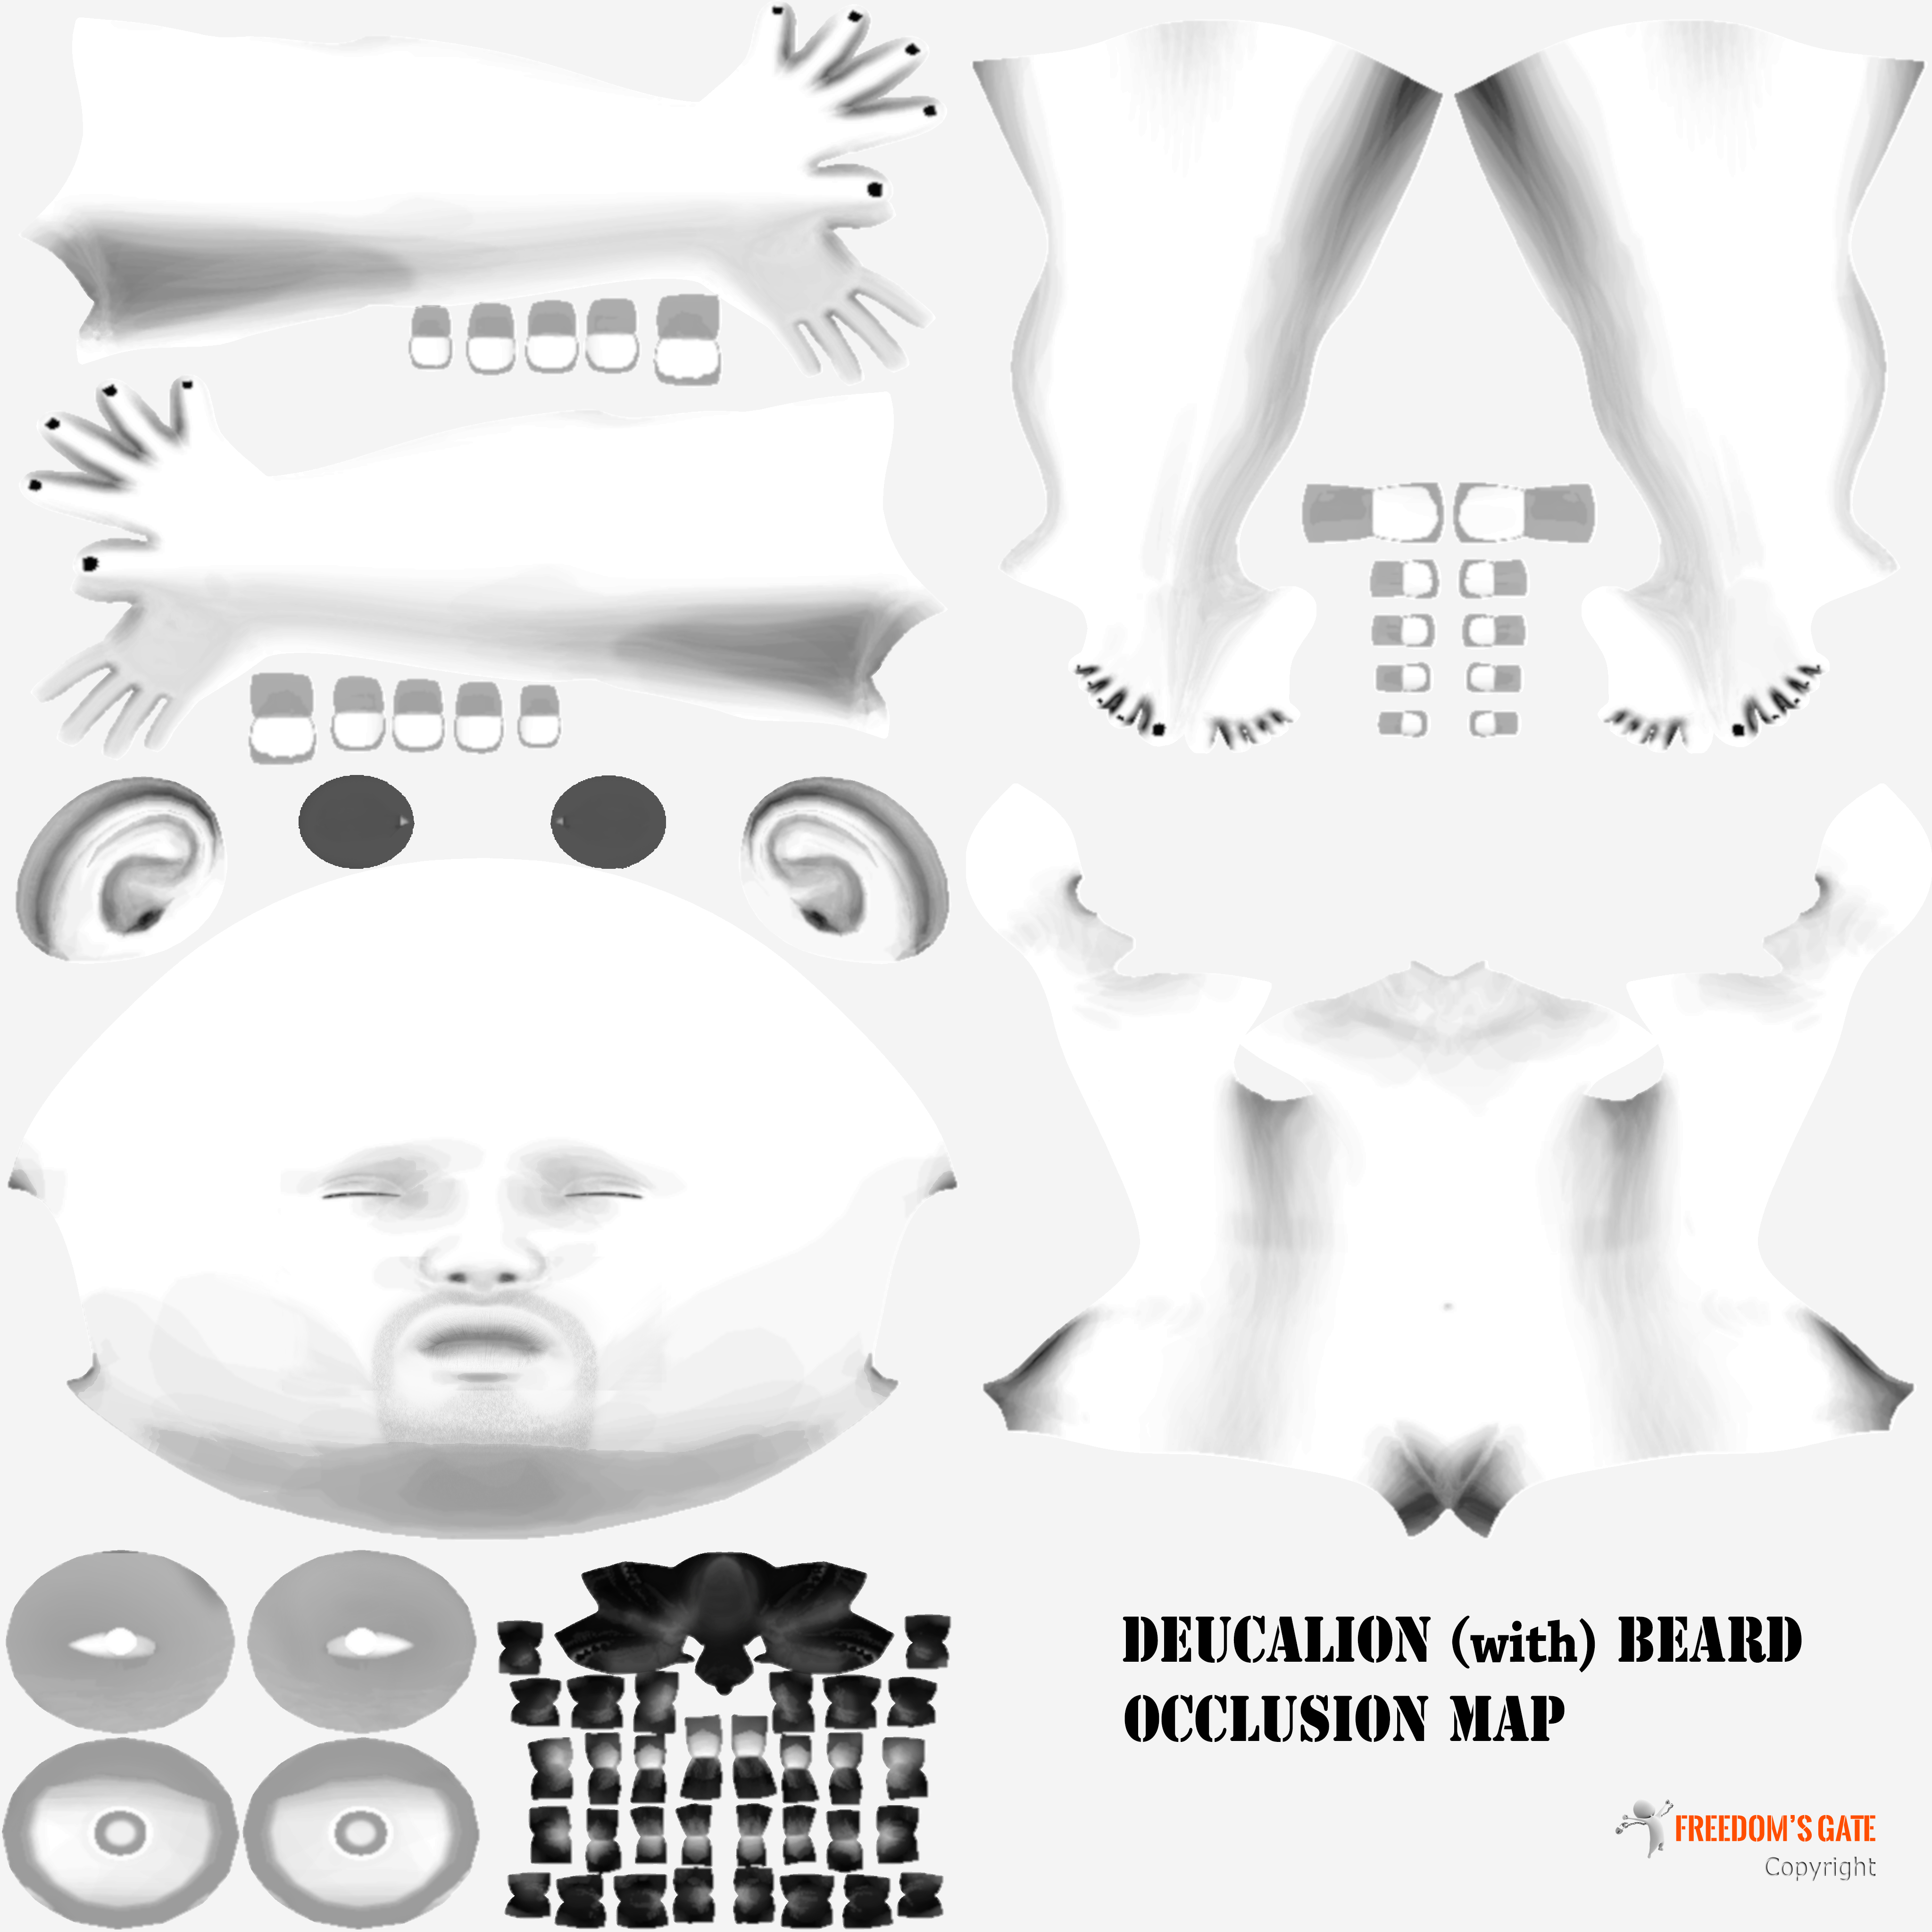 DEUCALION (with) BEARD
OCCLUSION MAP
FREEDOM'S GATE
Copyright